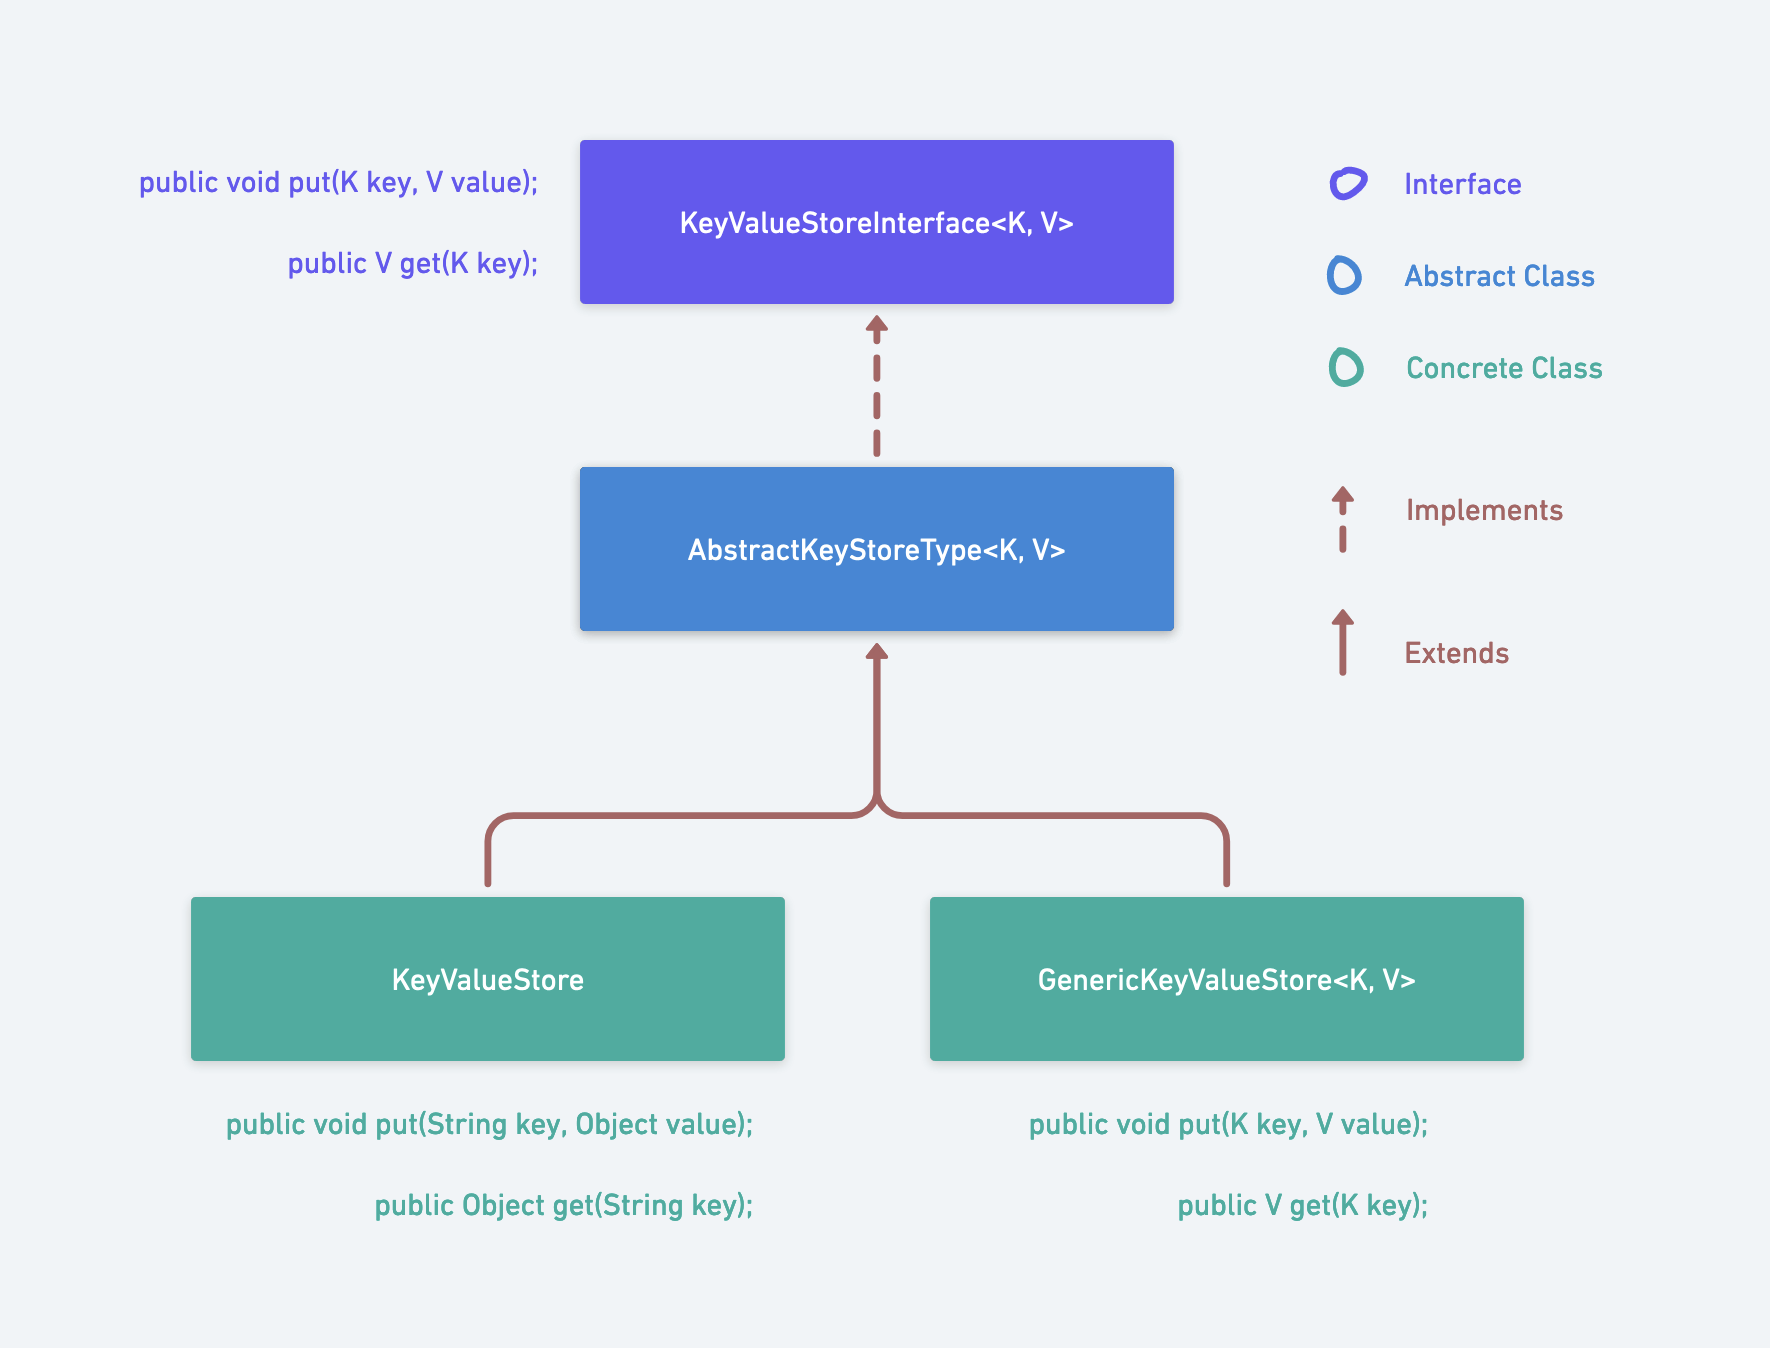 public void put(K key, V value);
public V get(K key);
KeyValueStoreInterface<K, V>
Interface
Abstract Class
Concrete Class
AbstractKeyStoreType<K, V>
Implements
Extends
KeyValueStore
GenericKeyValueStore<K, V>
public void put(String key, Object value);
public Object get(String key);
public void put(K key, V value);
public V get(K key);